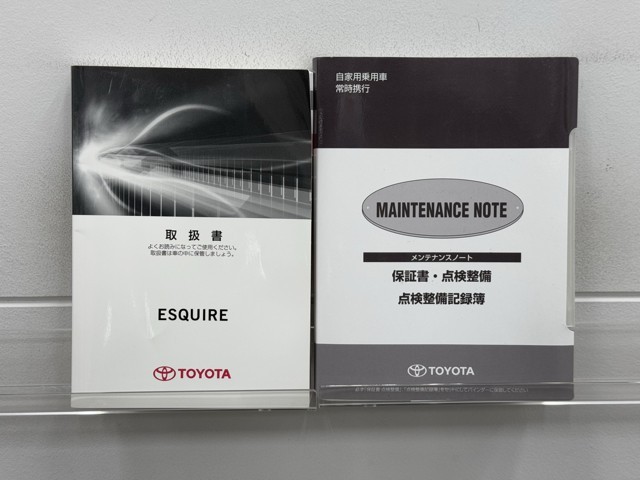 取扱書
よくお読みになってご使用ください。
取扱書は車の中に保管しましょう。
ESQUIRE
TOYOTA
自家用乗用車
常時携行
MAINTENANCE NOTE
メンテナンスノート
保証書・点検整備
点検整備記録簿
TOYOTA